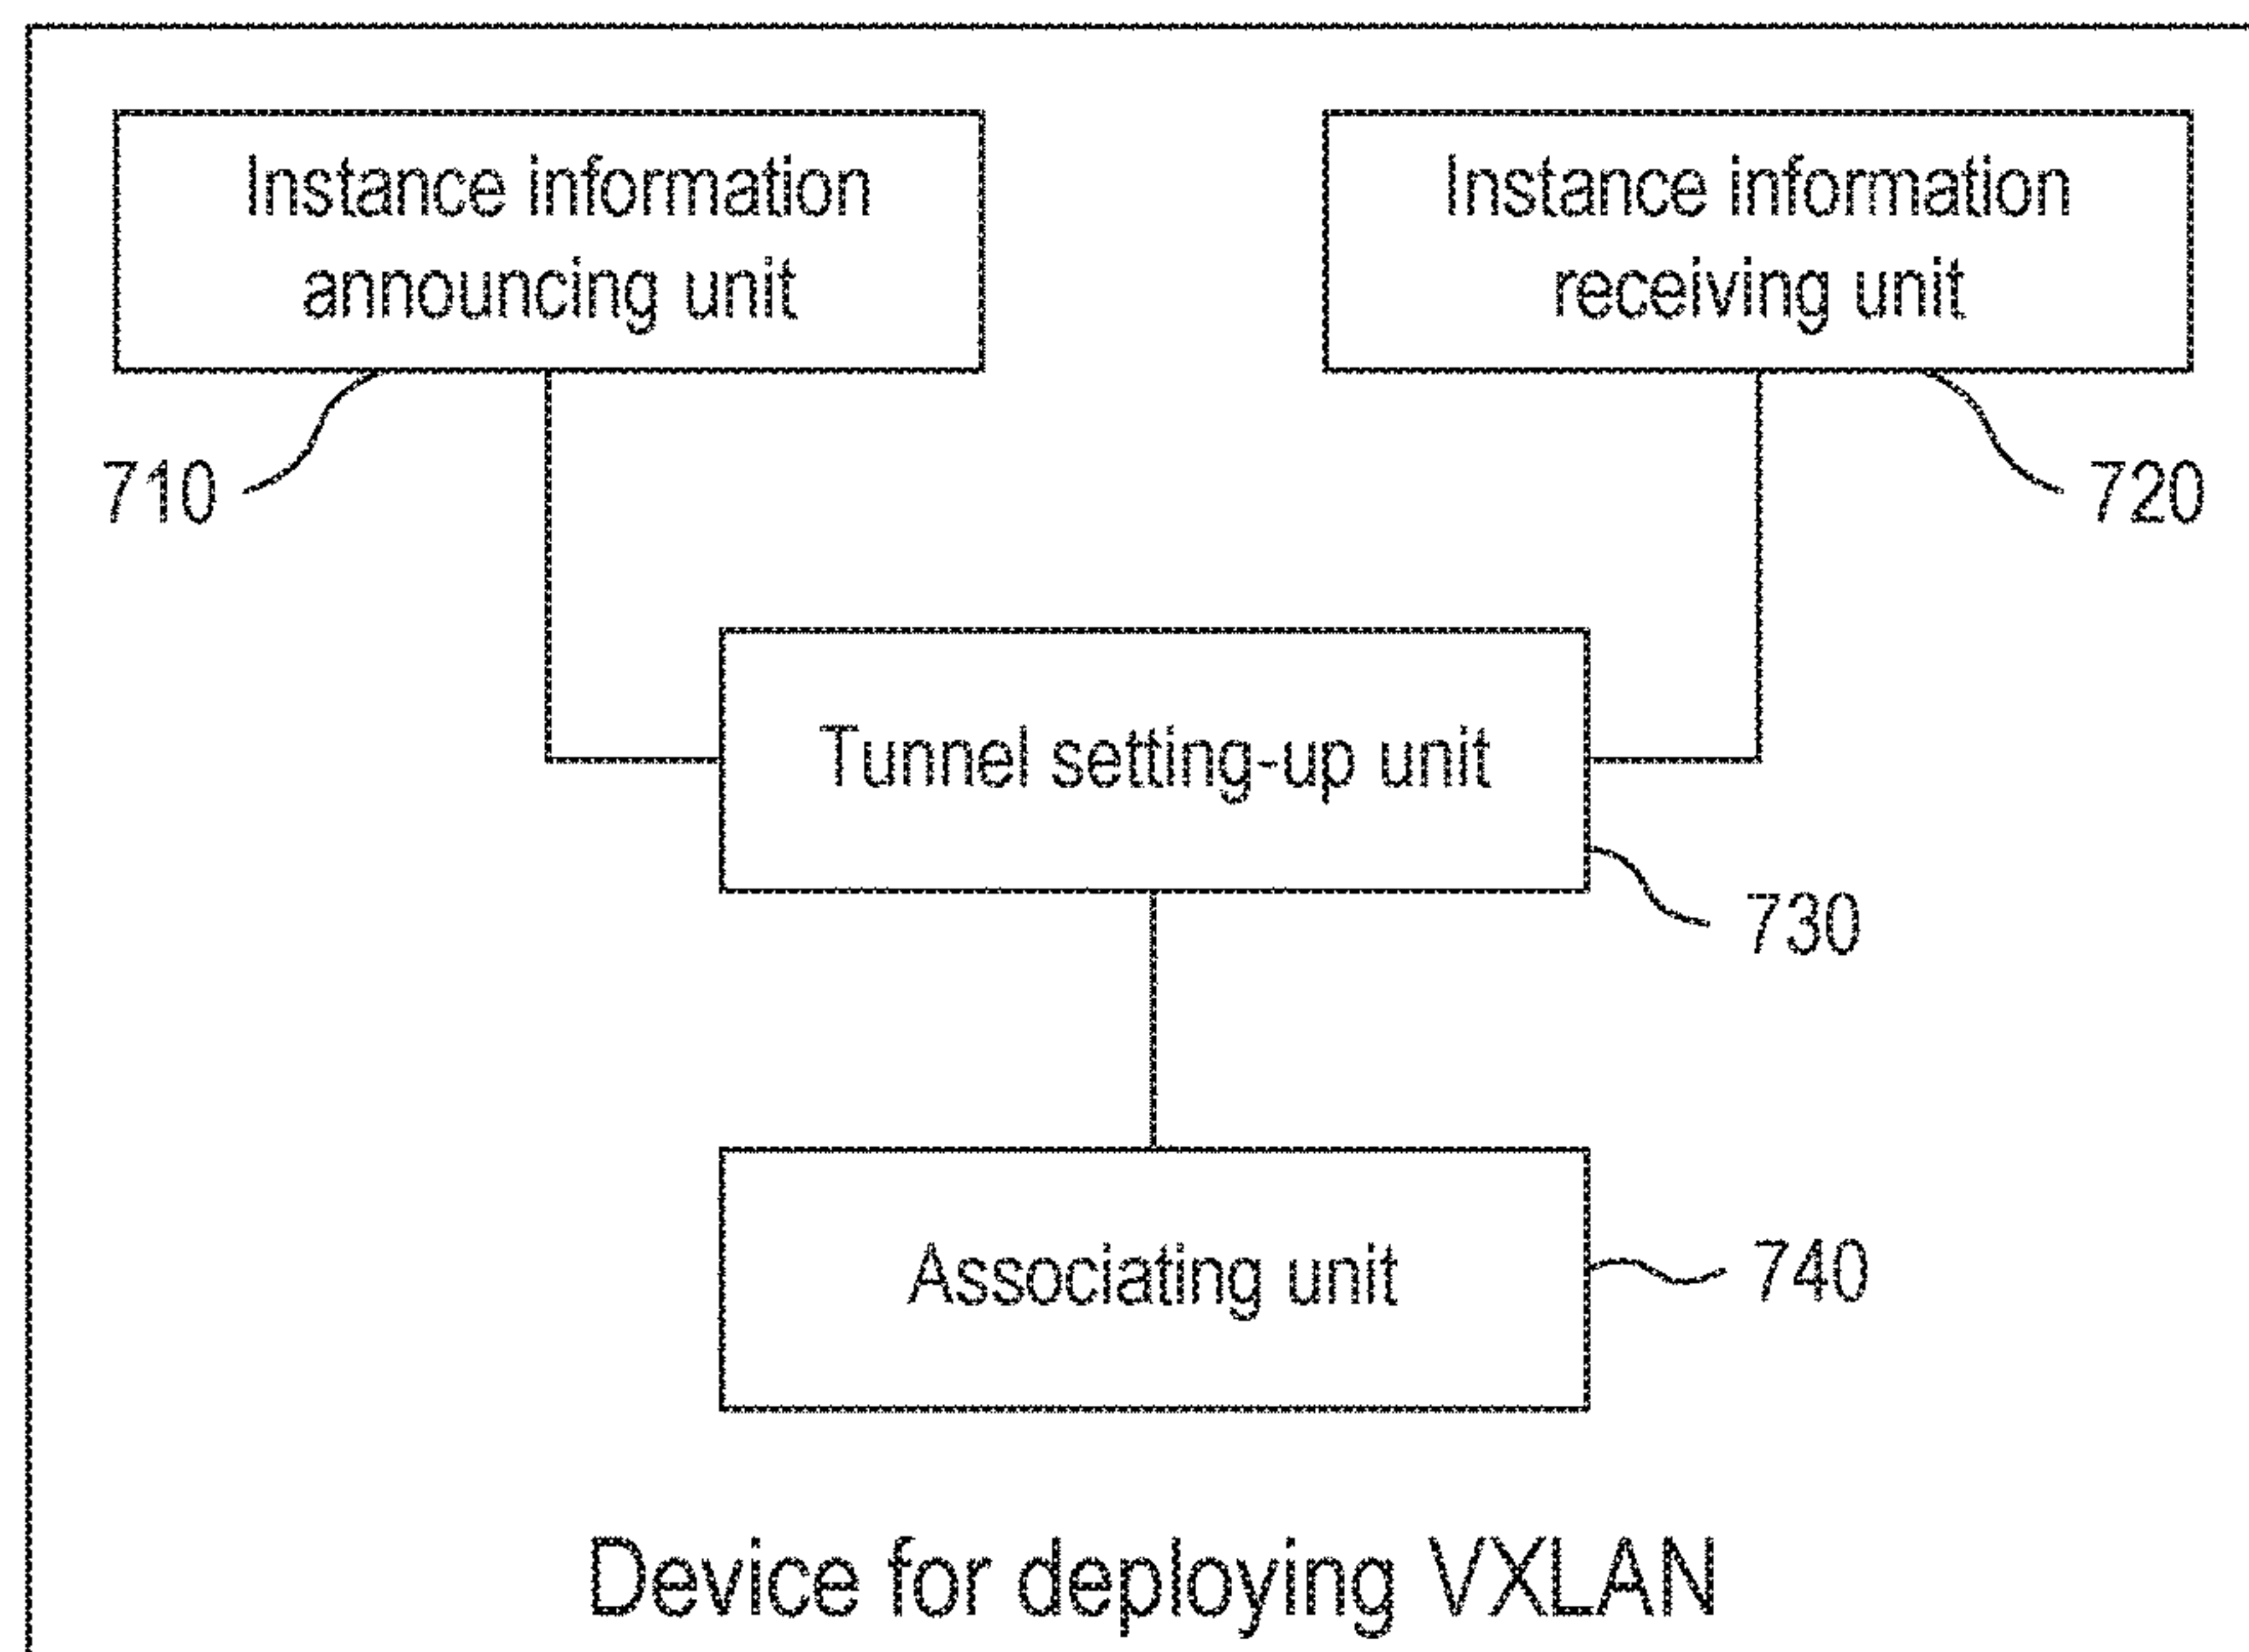 Instance information
announcing unit
Instance information
receiving unit
710
720
Tunnel setting-up unit
730
Associating unit
740
Device for deploying VXLAN